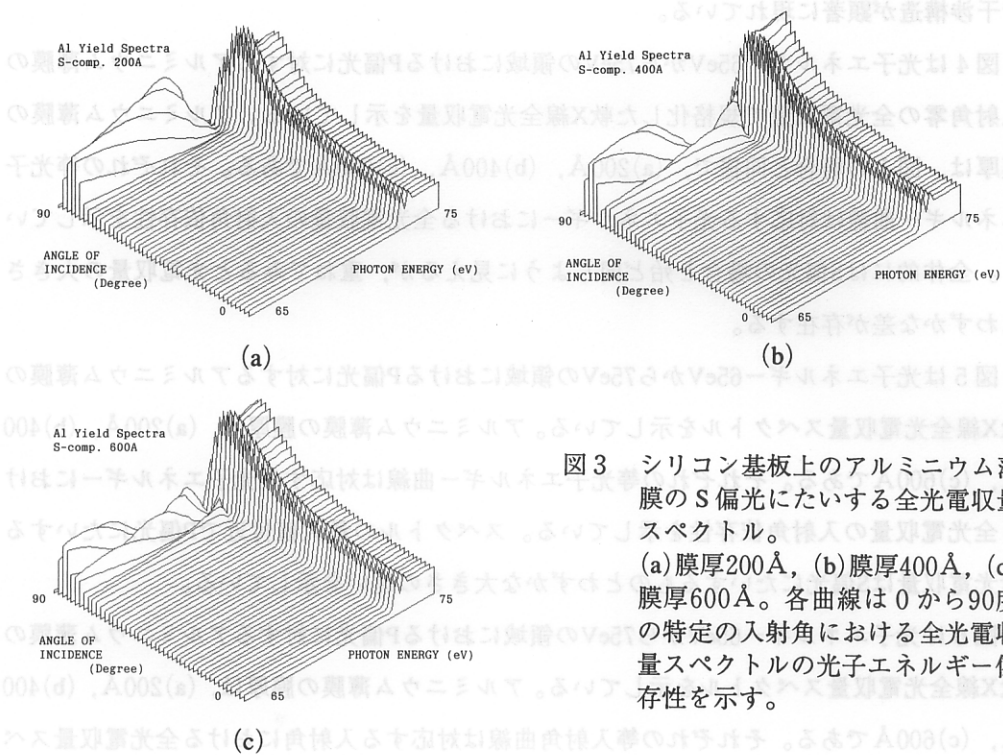 Al Yield Spectra
S-comp. 200A
90
75
ANGLE OF
INCIDENCE
(Degree)
PHOTON ENERGY (eV)
0
65
(a)
Al Yield Spectra
S-comp. 400A
90
75
ANGLE OF
INCIDENCE
(Degree)
PHOTON ENERGY (eV)
0
65
(b)
Al Yield Spectra
S-comp. 600A
90
75
ANGLE OF
INCIDENCE
(Degree)
PHOTON ENERGY (eV)
0
65
(c)
図3 シリコン基板上のアルミニウム
膜のS偏光にたいする全光電収
スペクトル。
(a)膜厚200Å, (b)膜厚400Å,
膜厚600Å。各曲線は0から90
の特定の入射角における全光電収
量スペクトルの光子エネルギー
存性を示す。